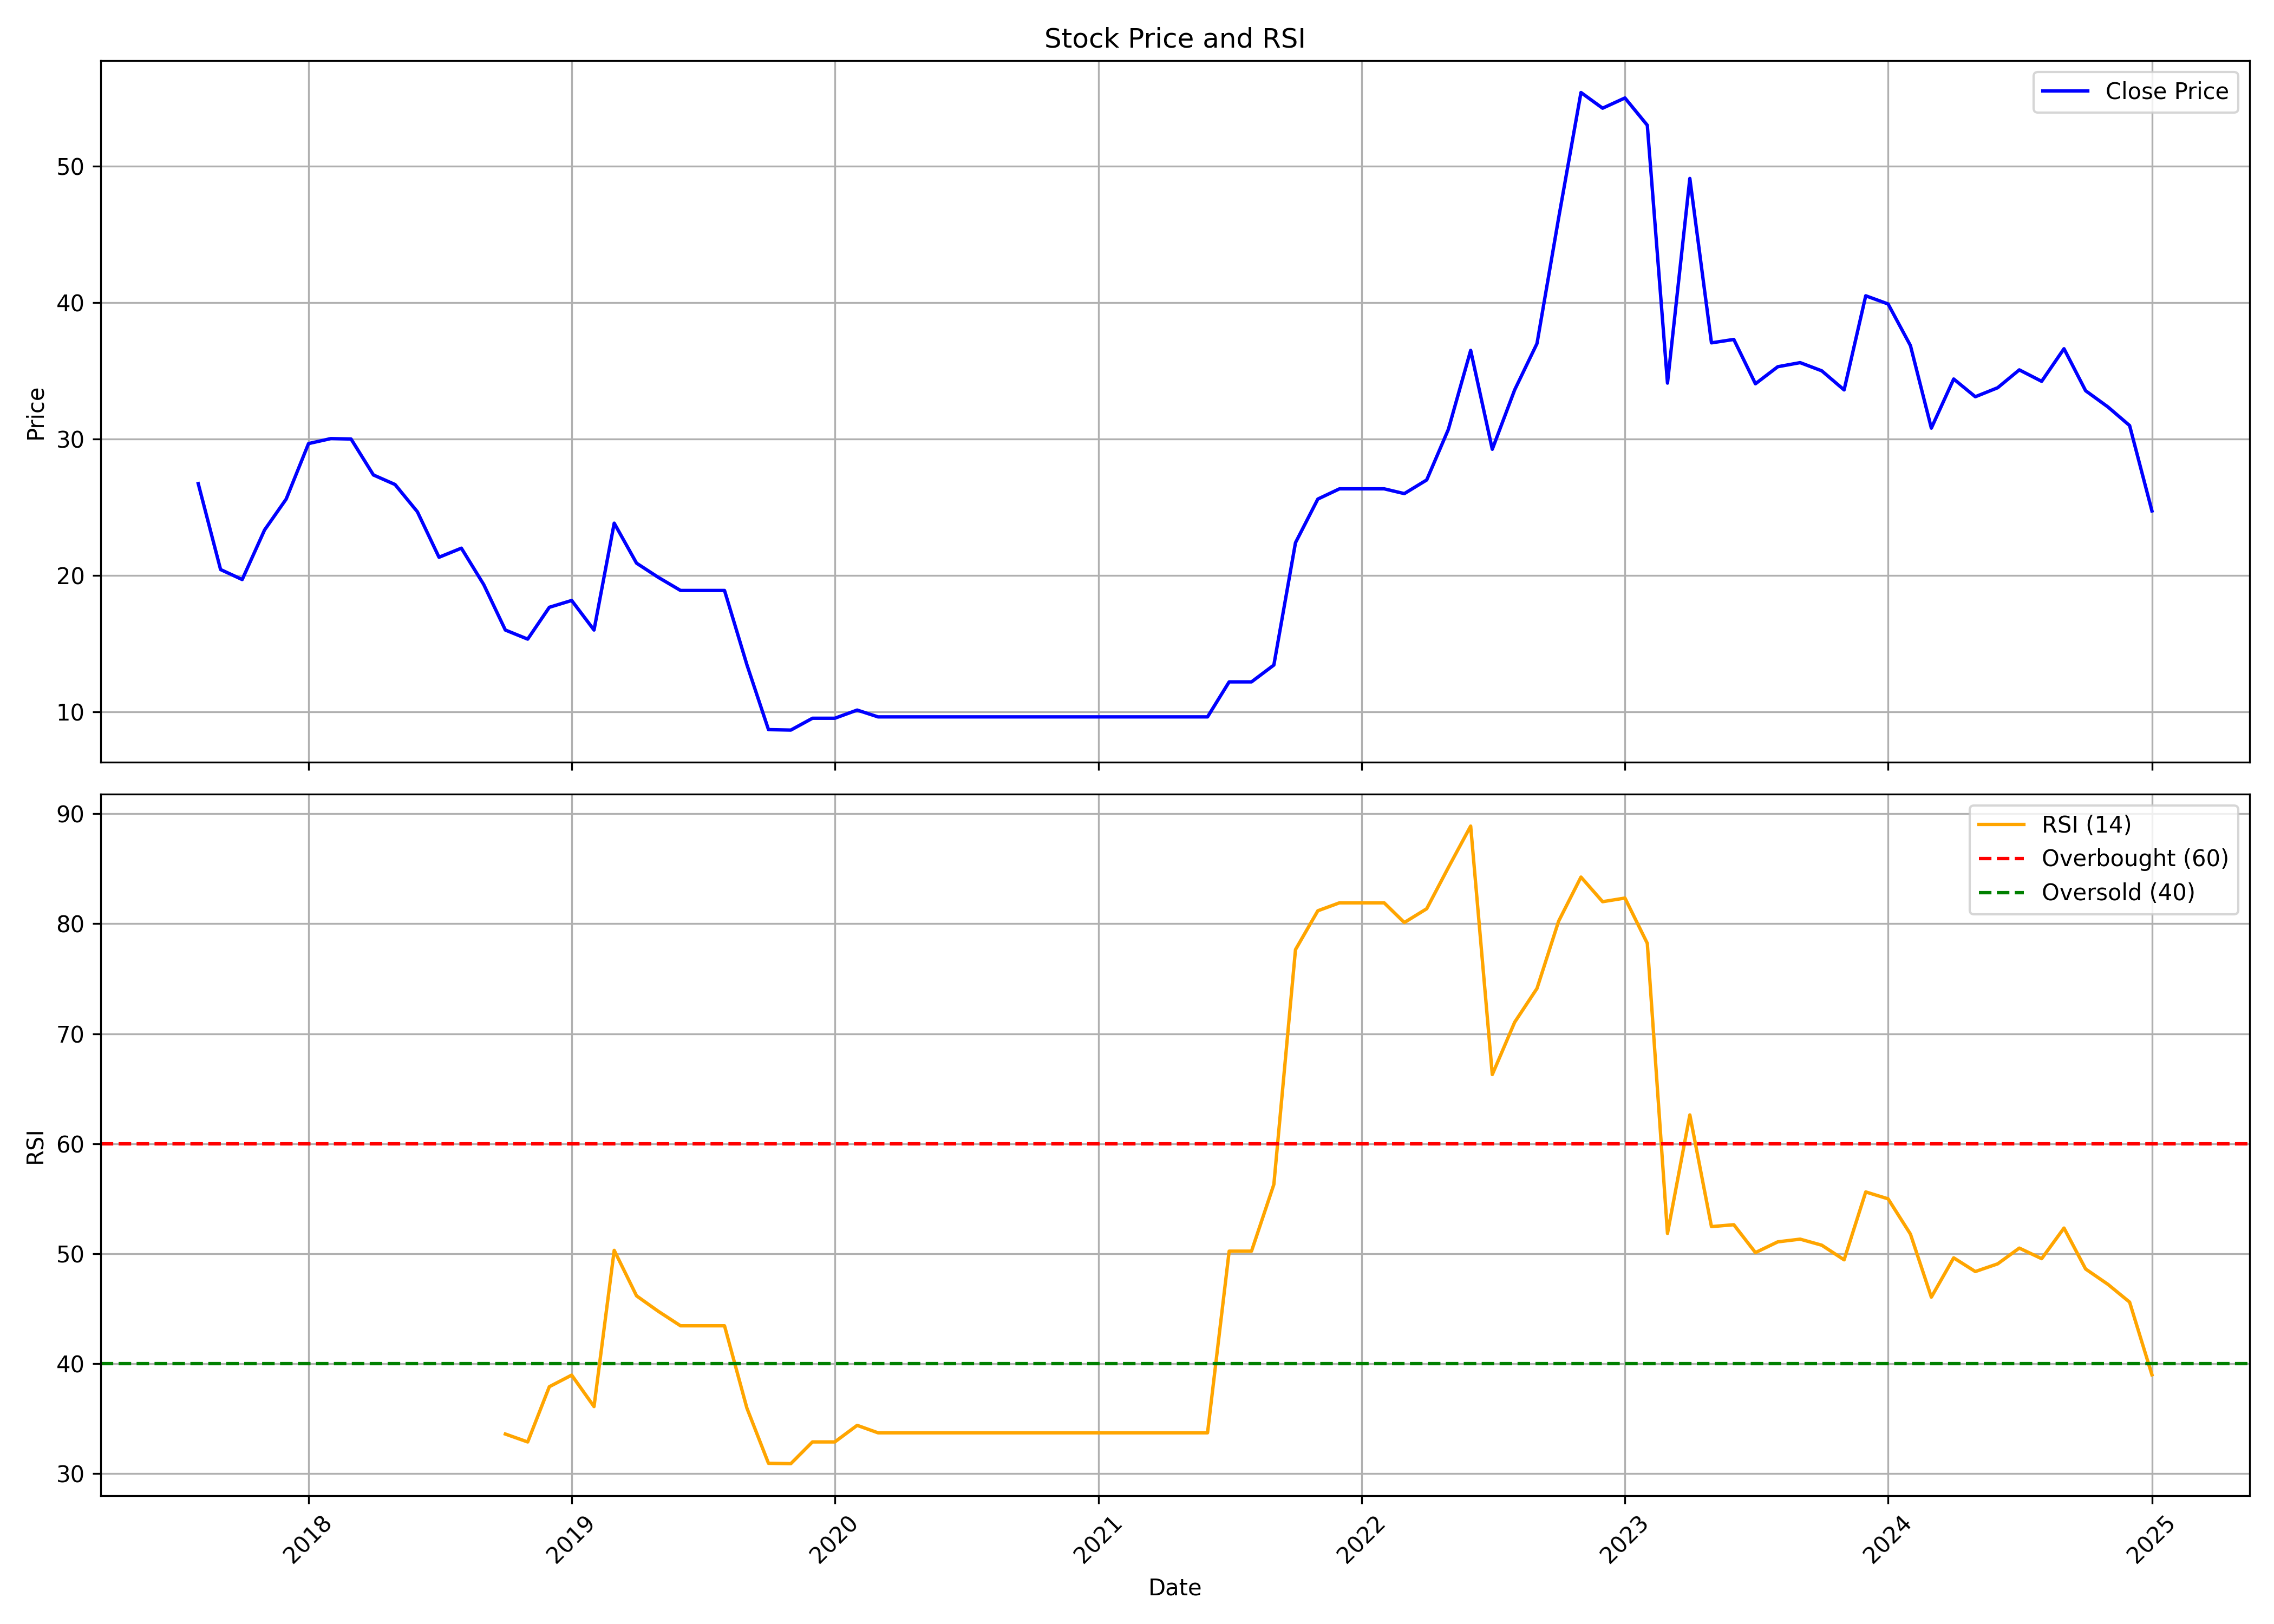 Stock Price and RSI
Close Price
Price
50
40
30
20
10
RSI (14)
Overbought (60)
Oversold (40)
RSI
90
80
70
60
50
40
30
2018
2019
2020
2021
2022
2023
2024
2025
Date